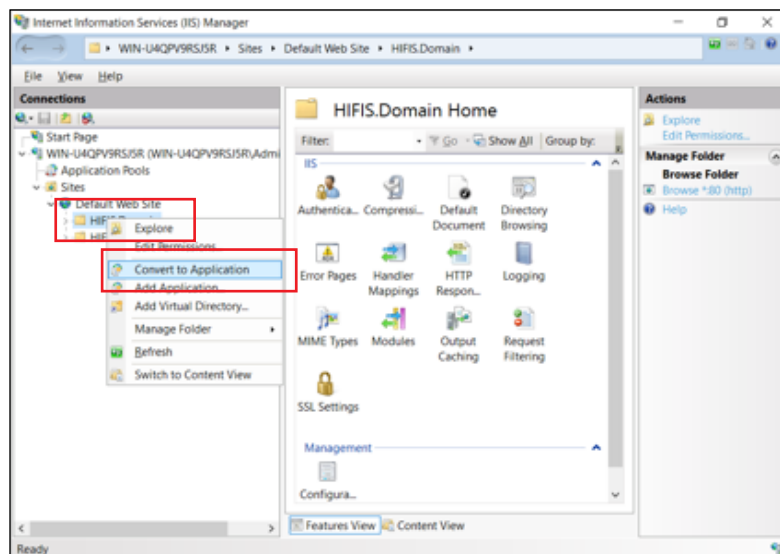 Internet Information Services (IIS) Manager
WIN-U4QPV9RSJ5R Sites Default Web Site HIFIS.Domain
File View Help
Connections
Start Page
WIN-U4QPV9RSJ5R (WIN-U4QPV9RSJ5R\Admi
Application Pools
Sites
Default Web Site
HIFIS.Domain
HIF
Explore
Edit Permissions...
Convert to Application
Add Application...
Add Virtual Directory...
Manage Folder
Refresh
Switch to Content View
HIFIS.Domain Home
Filter: Go Show All Group by:
IIS
Authentica... Compressi... Default Document Directory Browsing
Error Pages Handler Mappings HTTP Respon... Logging
MIME Types Modules Output Caching Request Filtering
SSL Settings
Management
Configura...
Features View Content View
Actions
Explore
Edit Permissions...
Manage Folder
Browse Folder
Browse *:80 (http)
Help
Ready